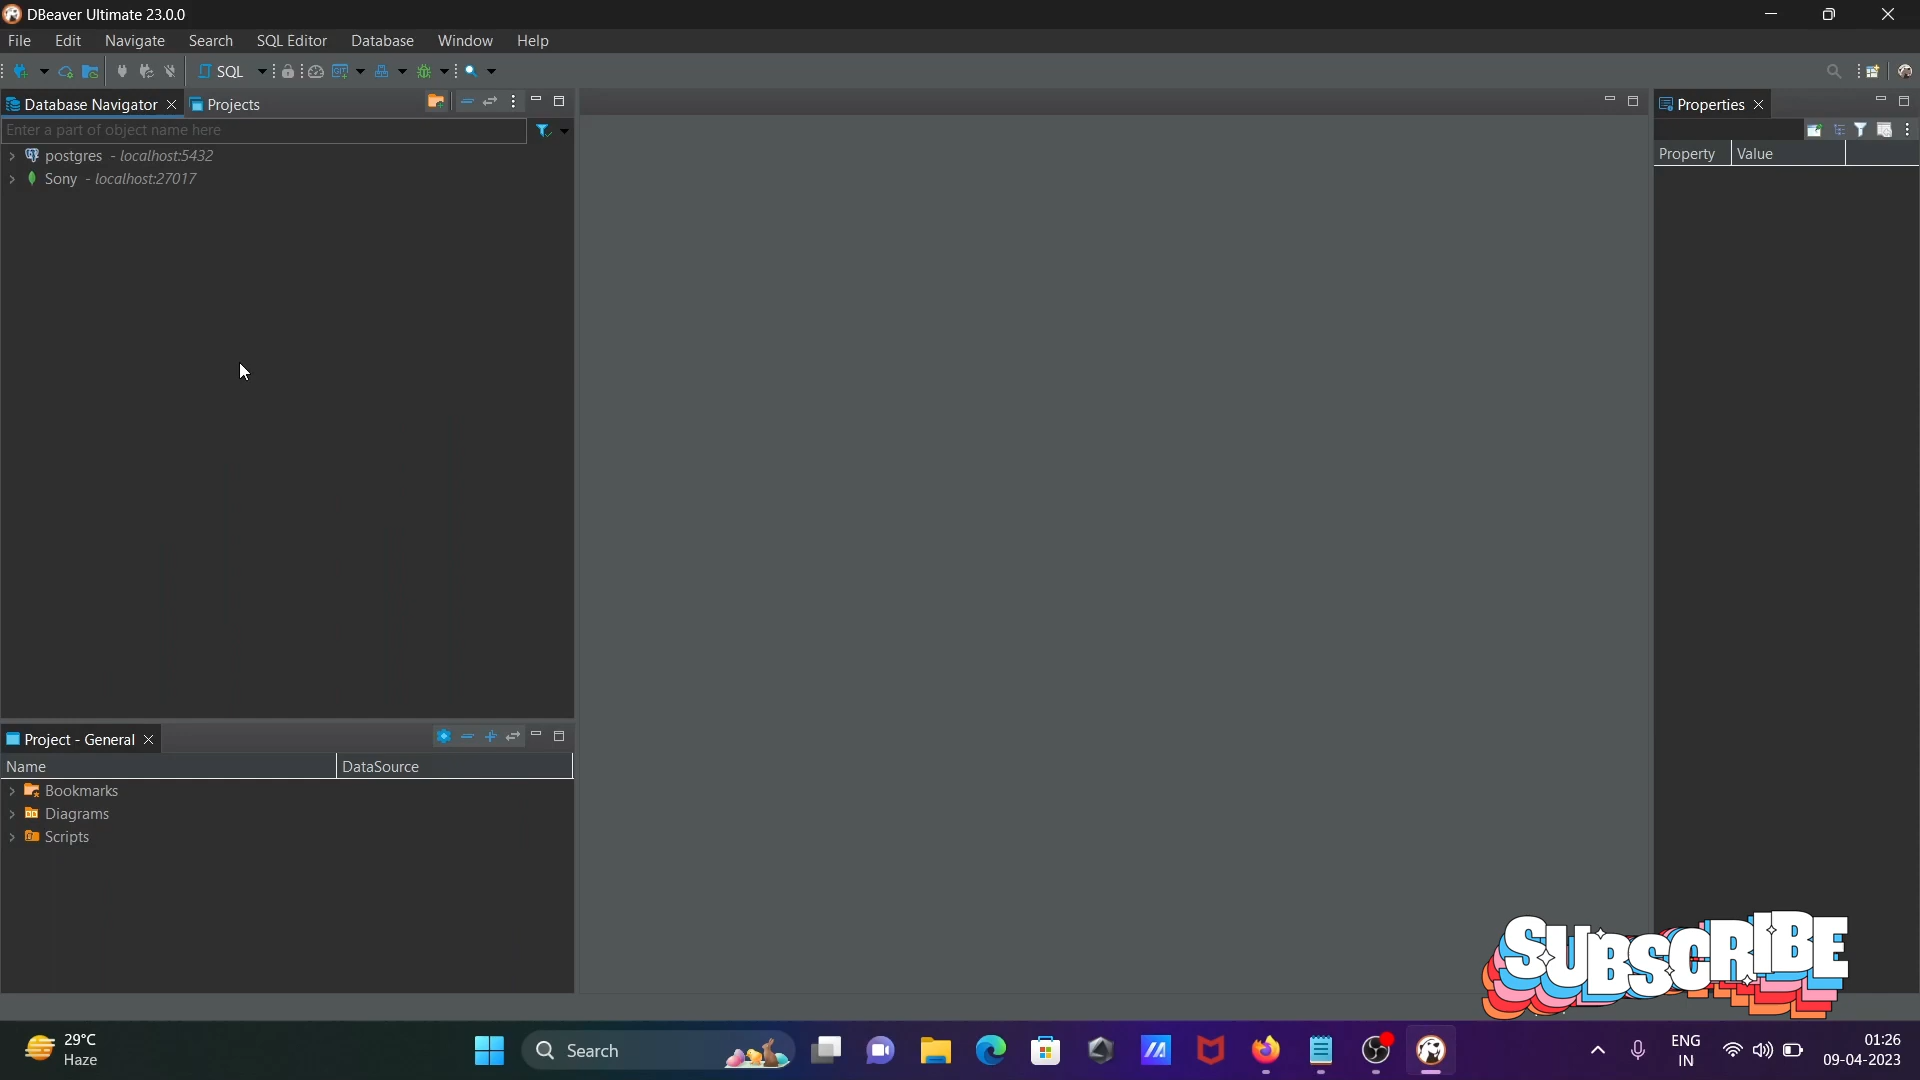 DBeaver Ultimate 23.0.0
File Edit Navigate Search SQL Editor Database Window Help
SQL
Database Navigator Projects
Enter a part of object name here
postgres - localhost:5432
Sony - localhost:27017
Properties
Property Value
Project - General
Name DataSource
Bookmarks
Diagrams
Scripts
SUBSCRIBE
29°C
Haze
Search
ENG
IN
01:26
09-04-2023